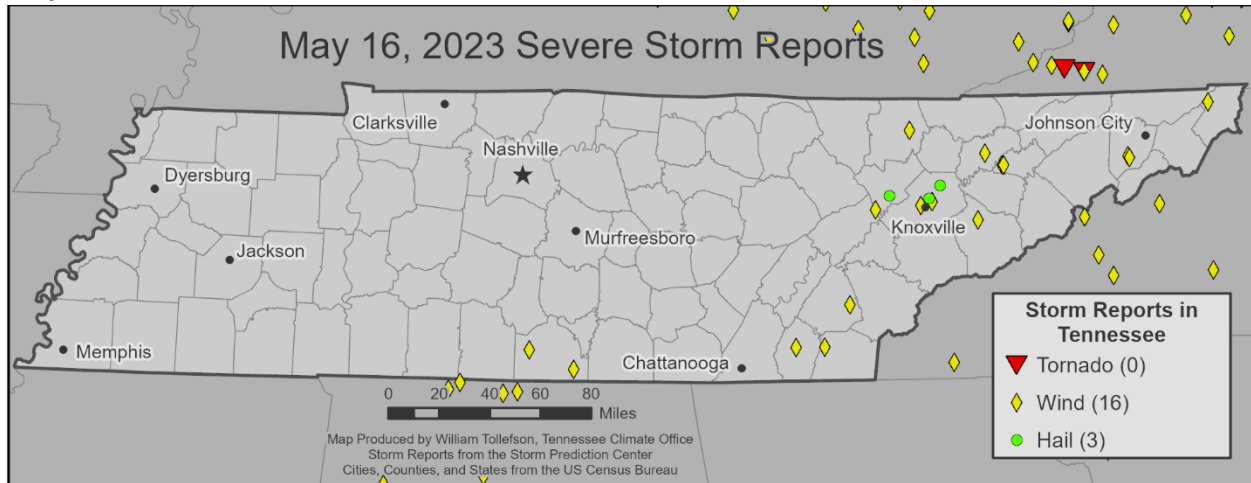 May 16, 2023 Severe Storm Reports
Clarksville
Johnson City
Nashville
Dyersburg
Knoxville
Murfreesboro
Jackson
Memphis
Chattanooga
0 20 40 60 80
Miles
Map Produced by William Tollefson, Tennessee Climate Office
Storm Reports from the Storm Prediction Center
Cities, Counties, and States from the US Census Bureau
Storm Reports in
Tennessee
Tornado (0)
Wind (16)
Hail (3)